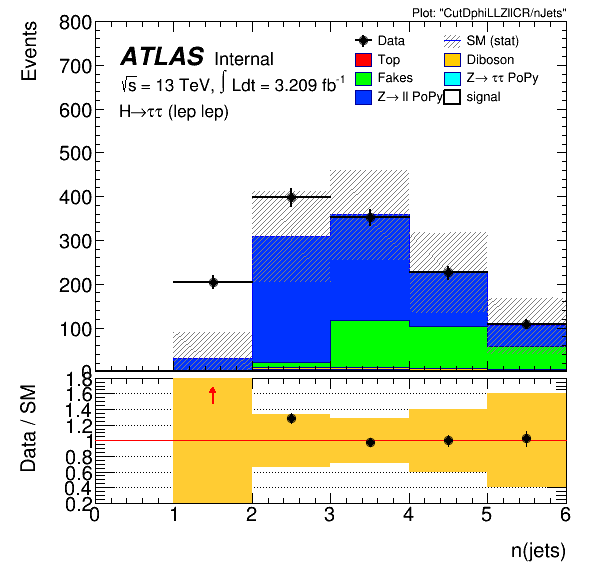 Plot: "CutDphiLLZllCR/nJets"
Events
800
700
600
500
400
300
200
100
0
ATLAS Internal
√s = 13 TeV, ∫ Ldt = 3.209 fb⁻¹
H→ττ (lep lep)
Data
SM (stat)
Top
Diboson
Fakes
Z→ ττ PoPy
Z→ ll PoPy
signal
Data / SM
1.8
1.6
1.4
1.2
1
0.8
0.6
0.4
0.2
0 1 2 3 4 5 6
n(jets)